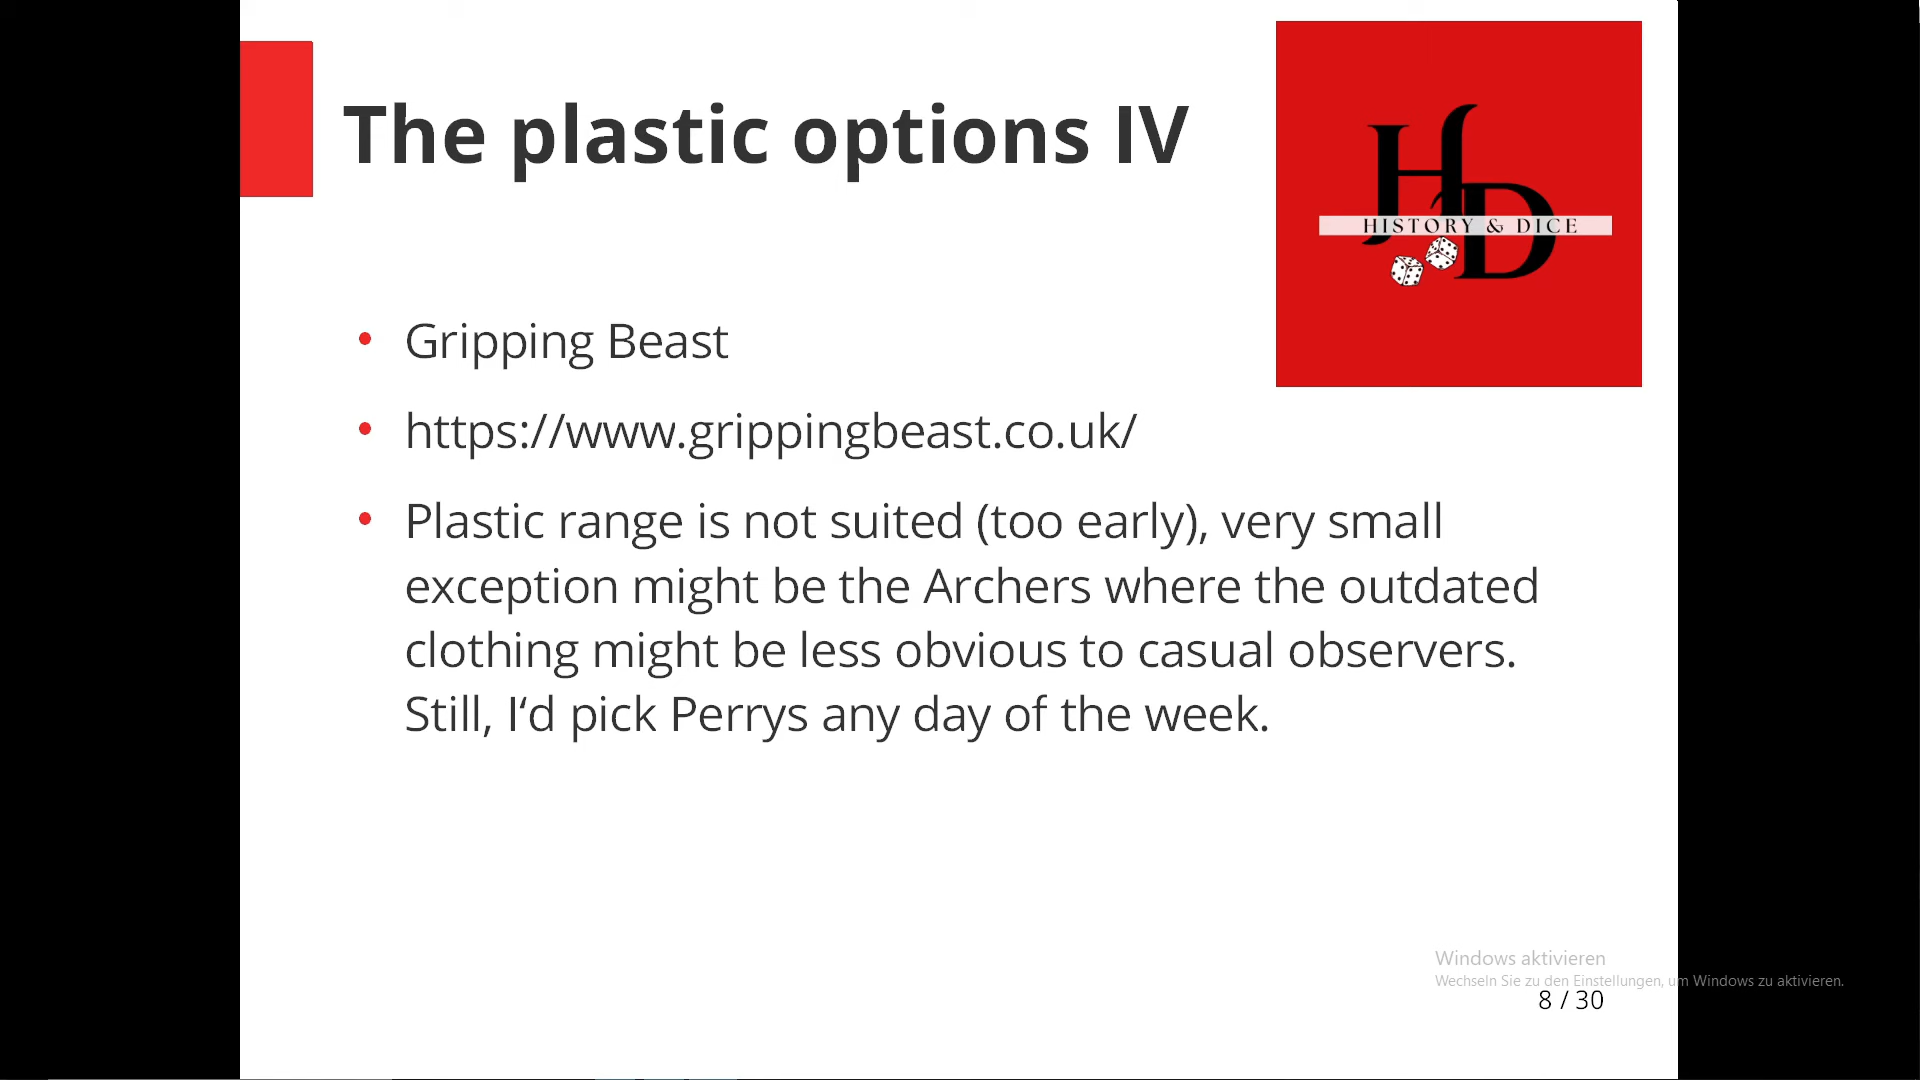 The plastic options IV
HISTORY & DICE
• Gripping Beast
• https://www.grippingbeast.co.uk/
• Plastic range is not suited (too early), very small
exception might be the Archers where the outdated
clothing might be less obvious to casual observers.
Still, I‘d pick Perrys any day of the week.
Windows aktivieren
Wechseln Sie zu den Einstellungen, um Windows zu aktivieren.
8 / 30